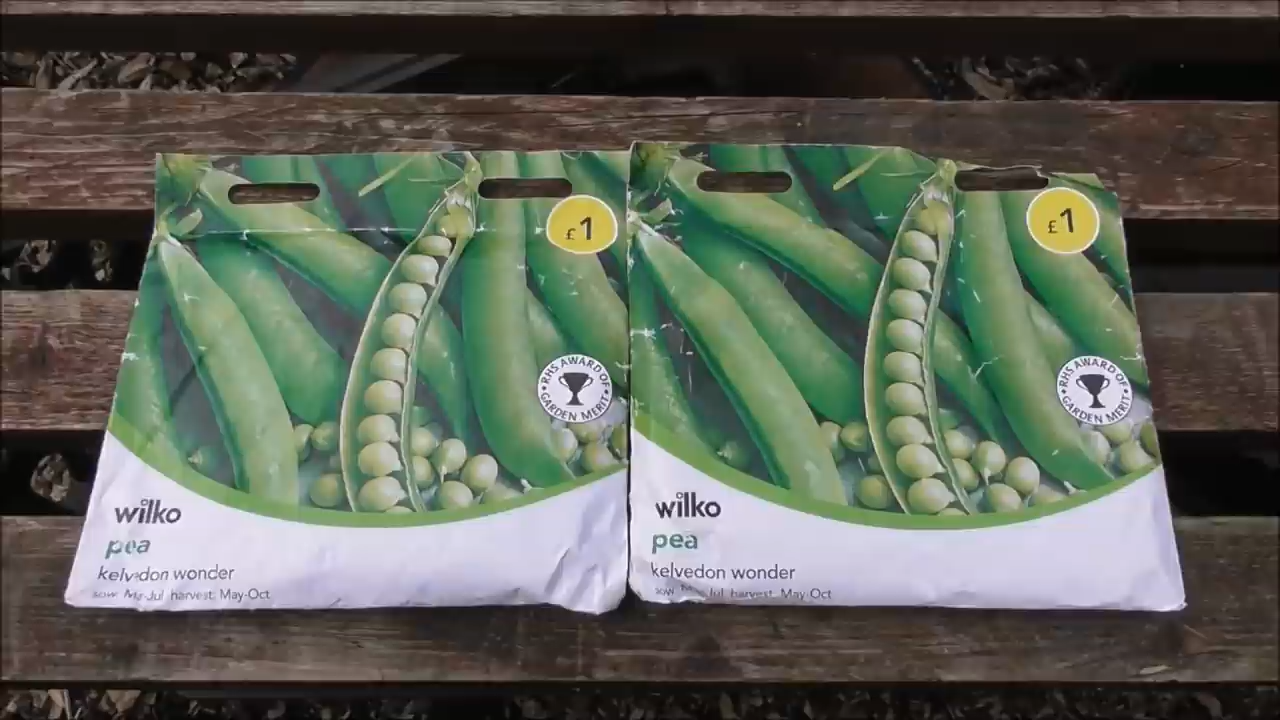 £1
RHS AWARD OF
GARDEN MERIT
wilko
pea
kelvedon wonder
sow Mar-Jul harvest May-Oct
£1
RHS AWARD OF
GARDEN MERIT
wilko
pea
kelvedon wonder
sow Jul harvest May-Oct